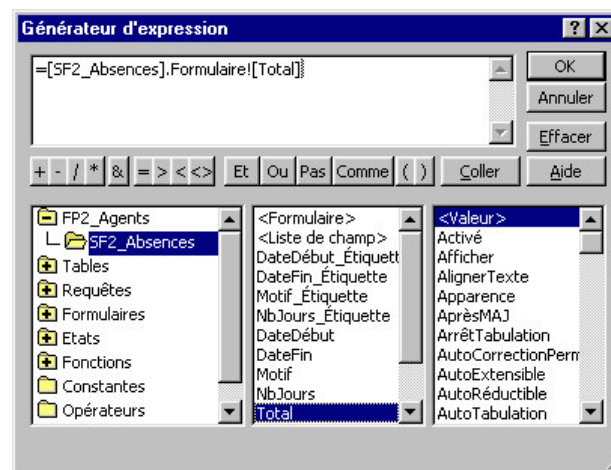 Générateur d'expression
=[SF2_Absences].Formulaire![Total]
OK
Annuler
Effacer
+ - / * & = > < <> Et Ou Pas Comme ( ) Coller Aide
FP2_Agents
SF2_Absences
Tables
Requêtes
Formulaires
Etats
Fonctions
Constantes
Opérateurs
<Formulaire>
<Liste de champ>
DateDébut_Étiquett
DateFin_Étiquette
Motif_Étiquette
NbJours_Étiquette
DateDébut
DateFin
Motif
NbJours
Total
<Valeur>
Activé
Afficher
AlignerTexte
Apparence
AprèsMAJ
ArrêtTabulation
AutoCorrectionPerm
AutoExtensible
AutoRéductible
AutoTabulation